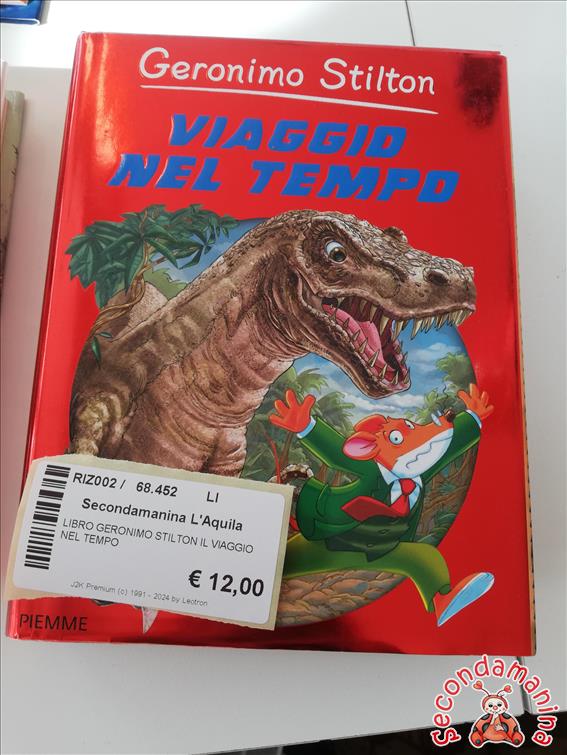 Geronimo Stilton
VIAGGIO
NEL TEMPO
RIZ002 / 68.452 LI
Secondamanina L'Aquila
LIBRO GERONIMO STILTON IL VIAGGIO
NEL TEMPO
€ 12,00
J2K Premium (c) 1991 - 2024 by Leotron
PIEMME
Secondamanina